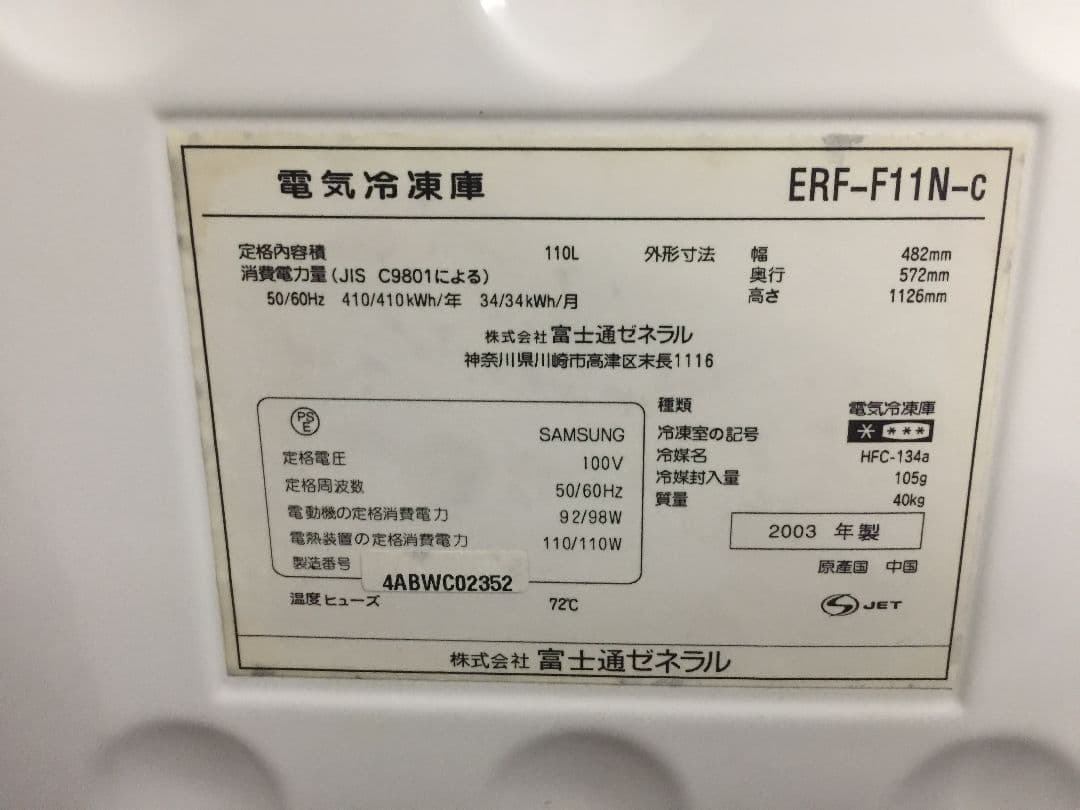 電気冷凍庫 ERF-F11N-C
定格内容積 110L 外形寸法 幅 482mm
消費電力量(JIS C9801による) 奥行 572mm
50/60Hz 410/410kWh/年 34/34kWh/月 高さ 1126mm
株式会社 富士通ゼネラル
神奈川県川崎市高津区末長1116
PSE
SAMSUNG
定格電圧 100V
定格周波数 50/60Hz
電動機の定格消費電力 92/98W
電熱装置の定格消費電力 110/110W
製造番号 4ABWC02352
温度ヒューズ 72℃
種類 電気冷凍庫
冷凍室の記号 * ***
冷媒名 HFC-134a
冷媒封入量 105g
質量 40kg
2003 年製
原産国 中国
JET
株式会社 富士通ゼネラル